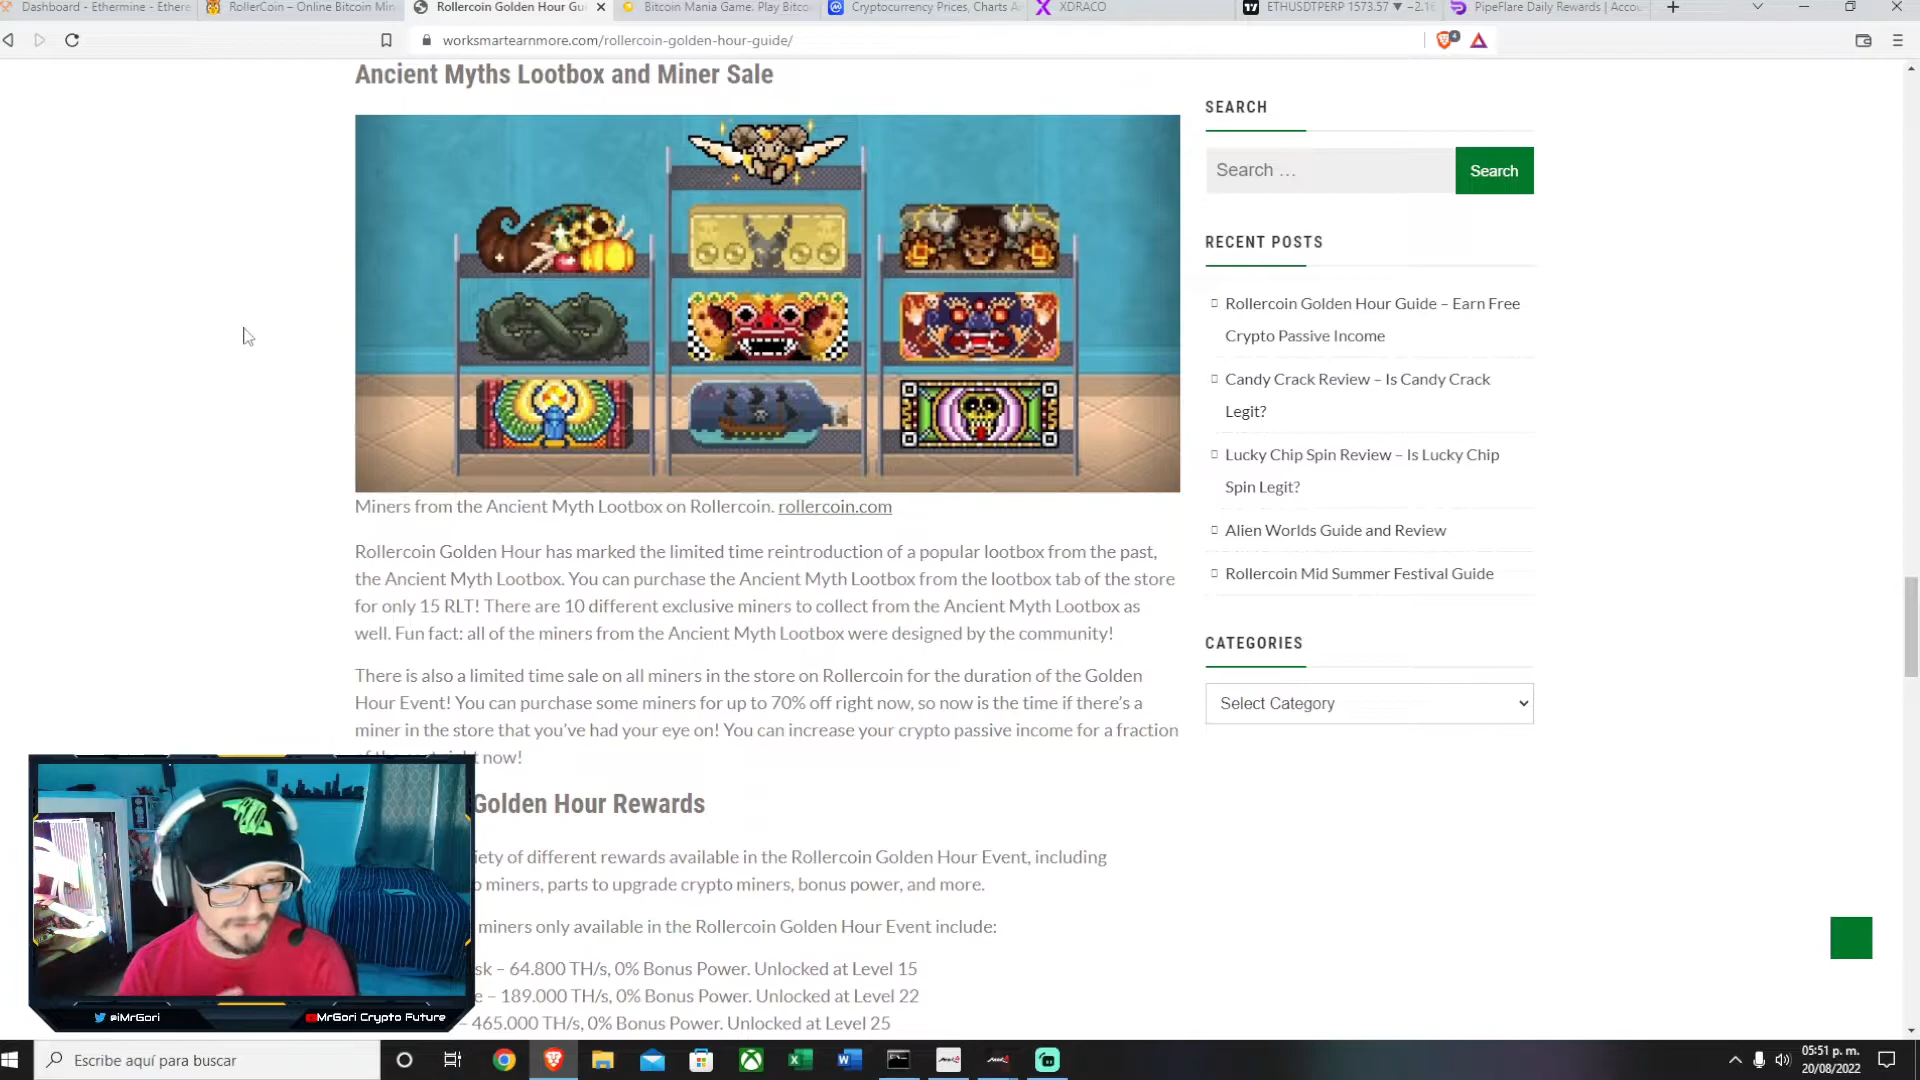 Dashboard - Ethermine - Ethere
RollerCoin – Online Bitcoin Min
Rollercoin Golden Hour Gu
Bitcoin Mania Game. Play Bitco
Cryptocurrency Prices, Charts A
XDRACO
ETHUSDTPERP 1573.57 ▼ −2.16
PipeFlare Daily Rewards | Accou
worksmartearnmore.com/rollercoin-golden-hour-guide/
Ancient Myths Lootbox and Miner Sale
Miners from the Ancient Myth Lootbox on Rollercoin. rollercoin.com
Rollercoin Golden Hour has marked the limited time reintroduction of a popular lootbox from the past,
the Ancient Myth Lootbox. You can purchase the Ancient Myth Lootbox from the lootbox tab of the store
for only 15 RLT! There are 10 different exclusive miners to collect from the Ancient Myth Lootbox as
well. Fun fact: all of the miners from the Ancient Myth Lootbox were designed by the community!
There is also a limited time sale on all miners in the store on Rollercoin for the duration of the Golden
Hour Event! You can purchase some miners for up to 70% off right now, so now is the time if there's a
miner in the store that you've had your eye on! You can increase your crypto passive income for a fraction
now!
Golden Hour Rewards
iety of different rewards available in the Rollercoin Golden Hour Event, including
o miners, parts to upgrade crypto miners, bonus power, and more.
miners only available in the Rollercoin Golden Hour Event include:
sk – 64.800 TH/s, 0% Bonus Power. Unlocked at Level 15
e – 189.000 TH/s, 0% Bonus Power. Unlocked at Level 22
– 465.000 TH/s, 0% Bonus Power. Unlocked at Level 25
SEARCH
Search …
Search
RECENT POSTS
Rollercoin Golden Hour Guide – Earn Free
Crypto Passive Income
Candy Crack Review – Is Candy Crack
Legit?
Lucky Chip Spin Review – Is Lucky Chip
Spin Legit?
Alien Worlds Guide and Review
Rollercoin Mid Summer Festival Guide
CATEGORIES
Select Category
@iMrGori
MrGori Crypto Future
Escribe aquí para buscar
05:51 p. m.
20/08/2022